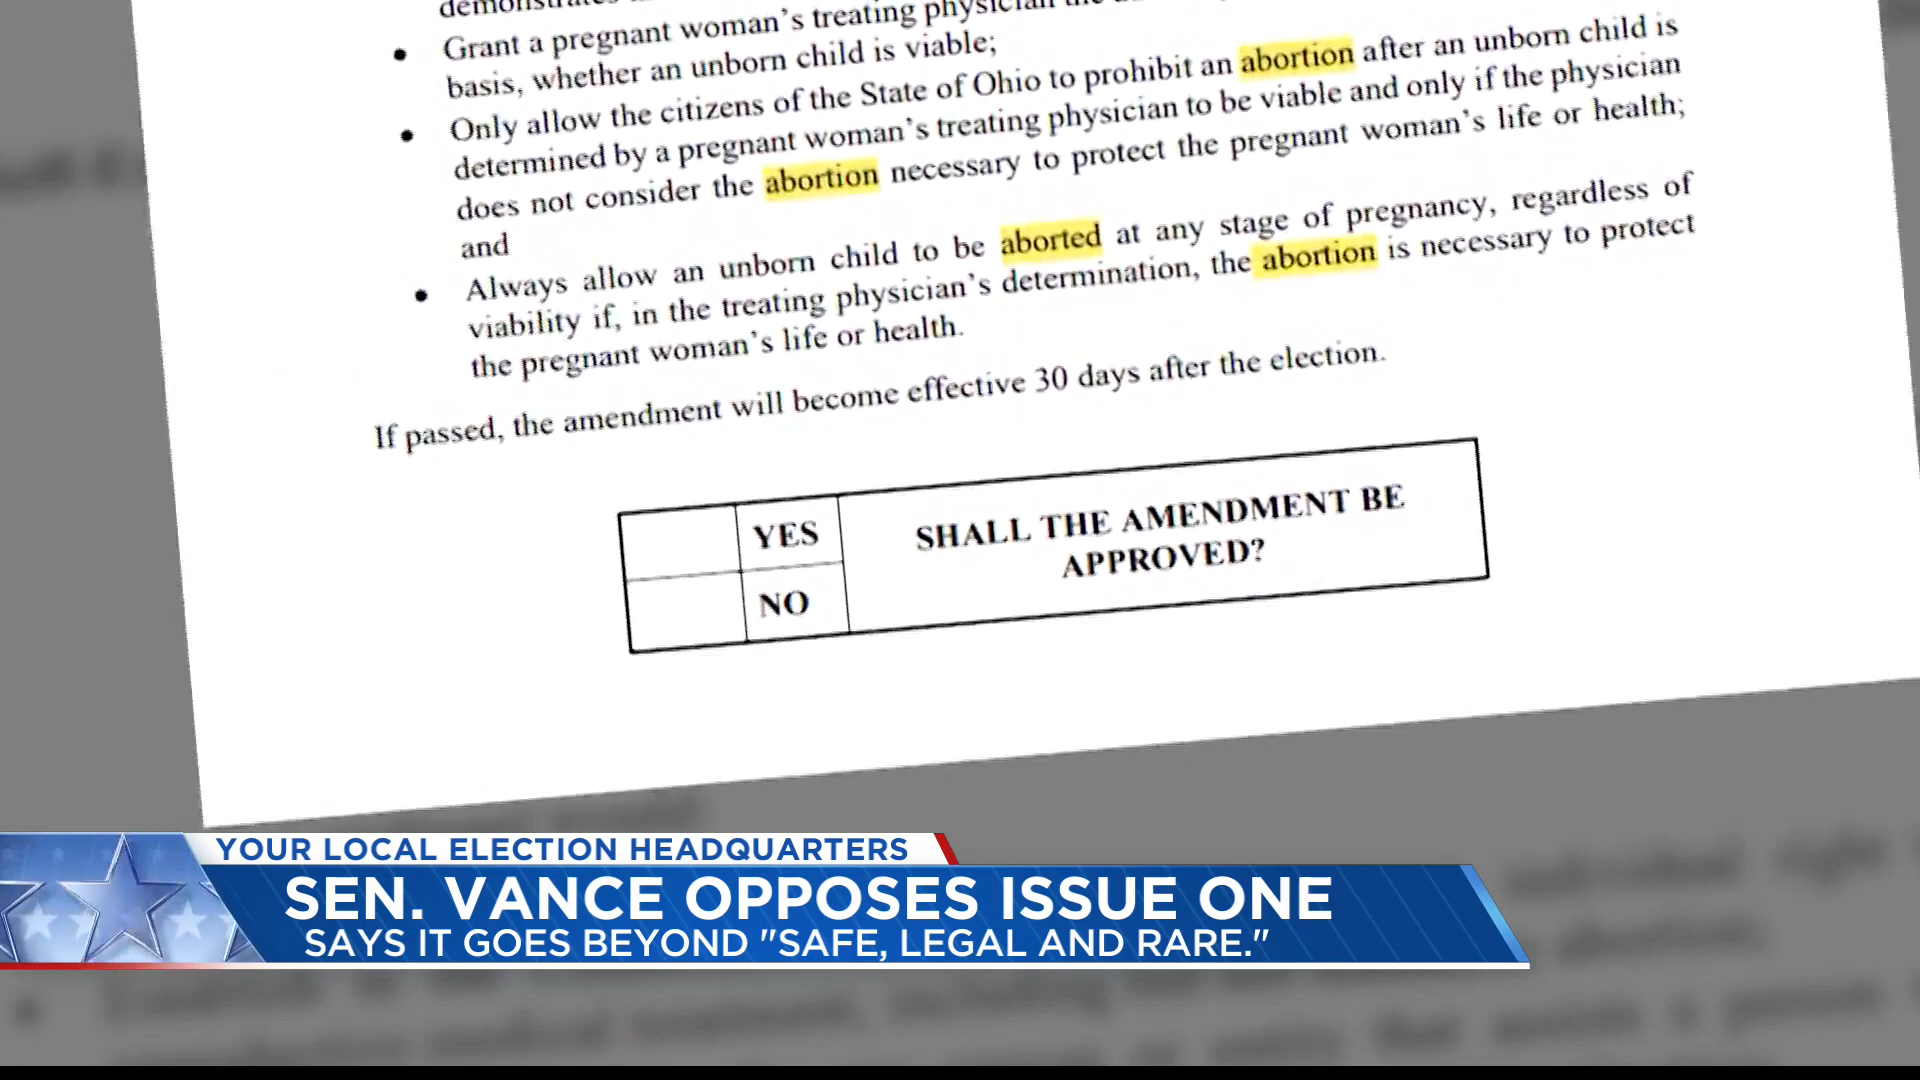 Grant a pregnant woman's treating physician the
basis, whether an unborn child is viable;
Only allow the citizens of the State of Ohio to prohibit an abortion after an unborn child is
determined by a pregnant woman's treating physician to be viable and only if the physician
does not consider the abortion necessary to protect the pregnant woman's life or health;
and
Always allow an unborn child to be aborted at any stage of pregnancy, regardless of
viability if, in the treating physician's determination, the abortion is necessary to protect
the pregnant woman's life or health.
If passed, the amendment will become effective 30 days after the election.
YES
NO
SHALL THE AMENDMENT BE
APPROVED?
YOUR LOCAL ELECTION HEADQUARTERS
SEN. VANCE OPPOSES ISSUE ONE
SAYS IT GOES BEYOND "SAFE, LEGAL AND RARE."